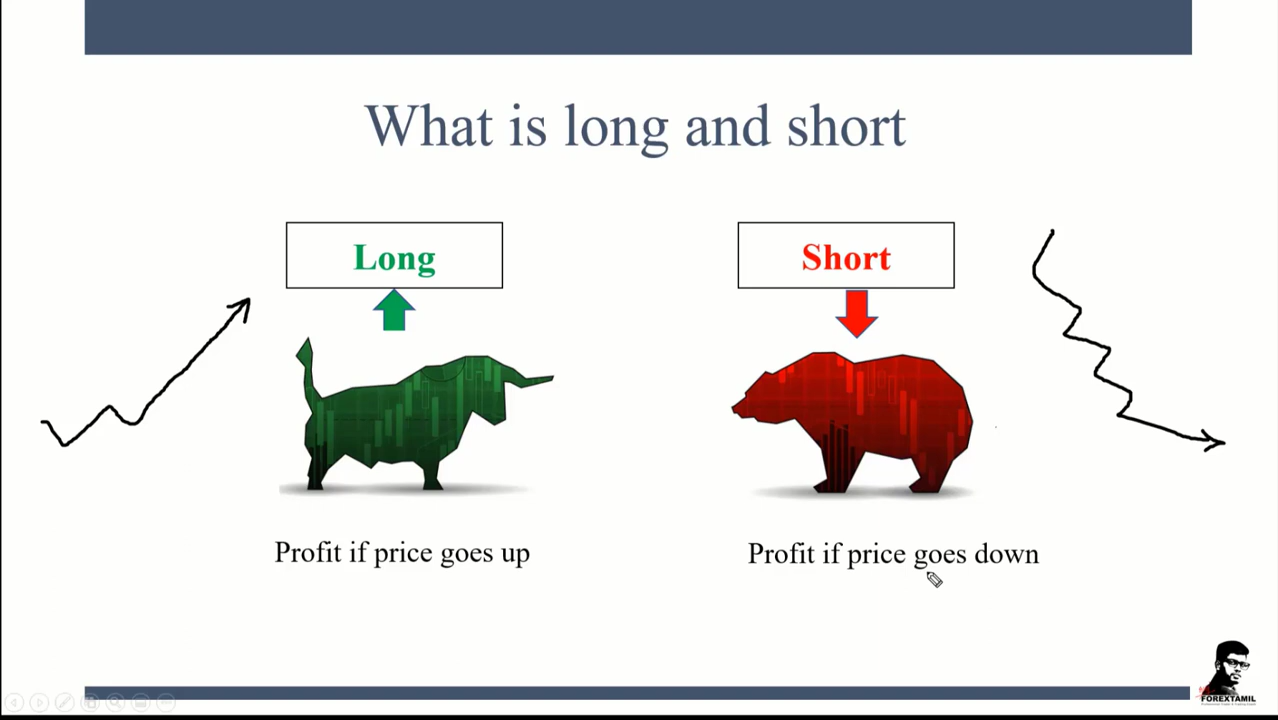 What is long and short
Long
Short
Profit if price goes up
Profit if price goes down
FOREXTAMIL